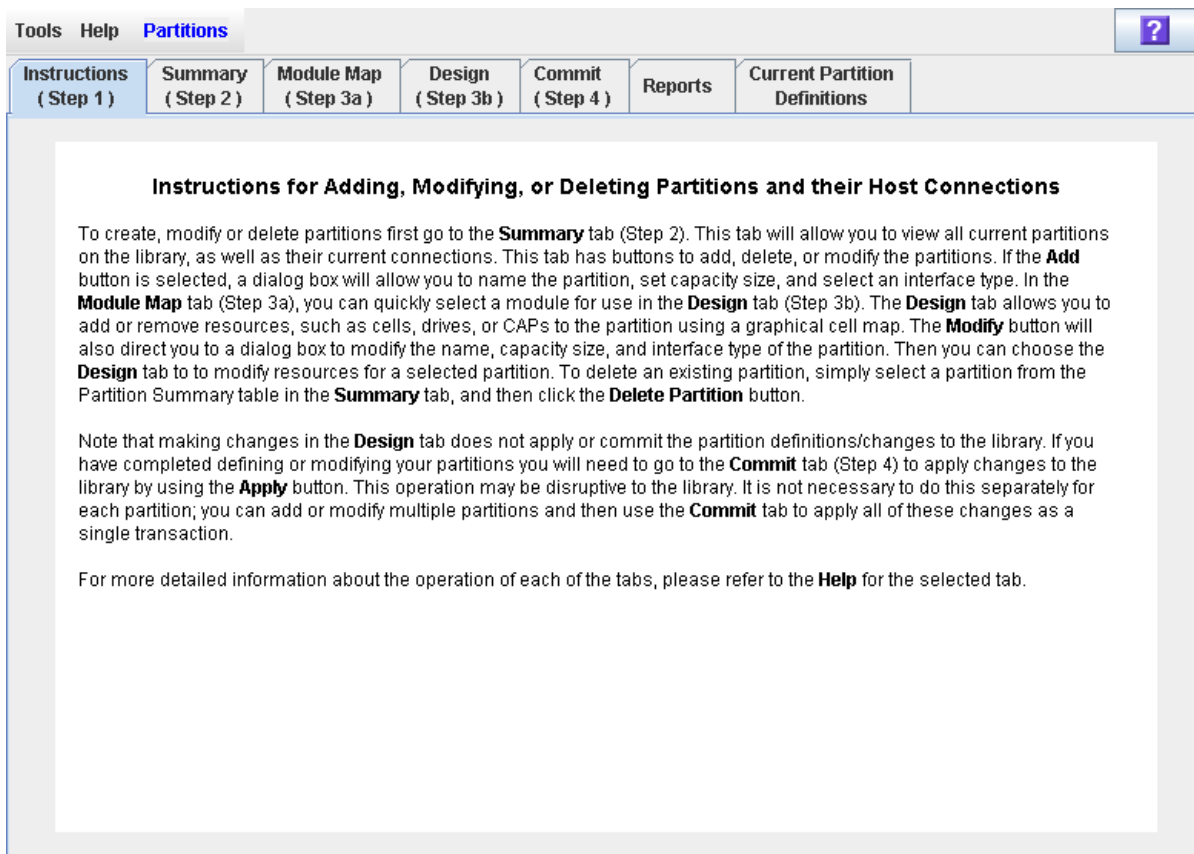 Tools Help Partitions ?
Instructions Summary Module Map Design Commit Reports Current Partition
( Step 1 ) ( Step 2 ) ( Step 3a ) ( Step 3b ) ( Step 4 ) Definitions
Instructions for Adding, Modifying, or Deleting Partitions and their Host Connections
To create, modify or delete partitions first go to the Summary tab (Step 2). This tab will allow you to view all current partitions
on the library, as well as their current connections. This tab has buttons to add, delete, or modify the partitions. If the Add
button is selected, a dialog box will allow you to name the partition, set capacity size, and select an interface type. In the
Module Map tab (Step 3a), you can quickly select a module for use in the Design tab (Step 3b). The Design tab allows you to
add or remove resources, such as cells, drives, or CAPs to the partition using a graphical cell map. The Modify button will
also direct you to a dialog box to modify the name, capacity size, and interface type of the partition. Then you can choose the
Design tab to to modify resources for a selected partition. To delete an existing partition, simply select a partition from the
Partition Summary table in the Summary tab, and then click the Delete Partition button.
Note that making changes in the Design tab does not apply or commit the partition definitions/changes to the library. If you
have completed defining or modifying your partitions you will need to go to the Commit tab (Step 4) to apply changes to the
library by using the Apply button. This operation may be disruptive to the library. It is not necessary to do this separately for
each partition; you can add or modify multiple partitions and then use the Commit tab to apply all of these changes as a
single transaction.
For more detailed information about the operation of each of the tabs, please refer to the Help for the selected tab.